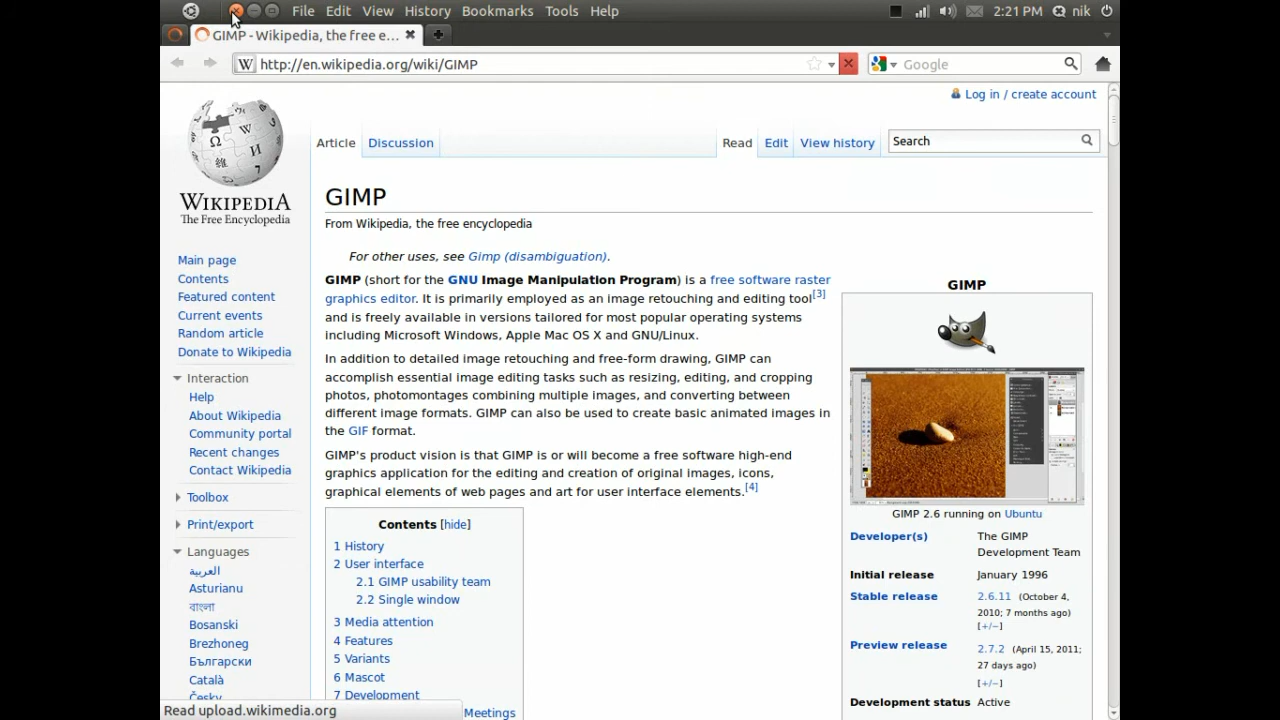 File Edit View History Bookmarks Tools Help
2:21 PM nik
GIMP - Wikipedia, the free e...
http://en.wikipedia.org/wiki/GIMP
Google
Log in / create account
Article Discussion Read Edit View history Search
WIKIPEDIA
The Free Encyclopedia
Main page
Contents
Featured content
Current events
Random article
Donate to Wikipedia
Interaction
Help
About Wikipedia
Community portal
Recent changes
Contact Wikipedia
Toolbox
Print/export
Languages
العربية
Asturianu
বাংলা
Bosanski
Brezhoneg
Български
Català
Česky
Read upload.wikimedia.org
GIMP
From Wikipedia, the free encyclopedia
For other uses, see Gimp (disambiguation).
GIMP (short for the GNU Image Manipulation Program) is a free software raster
graphics editor. It is primarily employed as an image retouching and editing tool[3]
and is freely available in versions tailored for most popular operating systems
including Microsoft Windows, Apple Mac OS X and GNU/Linux.
In addition to detailed image retouching and free-form drawing, GIMP can
accomplish essential image editing tasks such as resizing, editing, and cropping
photos, photomontages combining multiple images, and converting between
different image formats. GIMP can also be used to create basic animated images in
the GIF format.
GIMP's product vision is that GIMP is or will become a free software high-end
graphics application for the editing and creation of original images, icons,
graphical elements of web pages and art for user interface elements.[4]
Contents [hide]
1 History
2 User interface
2.1 GIMP usability team
2.2 Single window
3 Media attention
4 Features
5 Variants
6 Mascot
7 Development
Meetings
GIMP
GIMP 2.6 running on Ubuntu
Developer(s) The GIMP
Development Team
Initial release January 1996
Stable release 2.6.11 (October 4,
2010; 7 months ago)
[+/−]
Preview release 2.7.2 (April 15, 2011;
27 days ago)
[+/−]
Development status Active